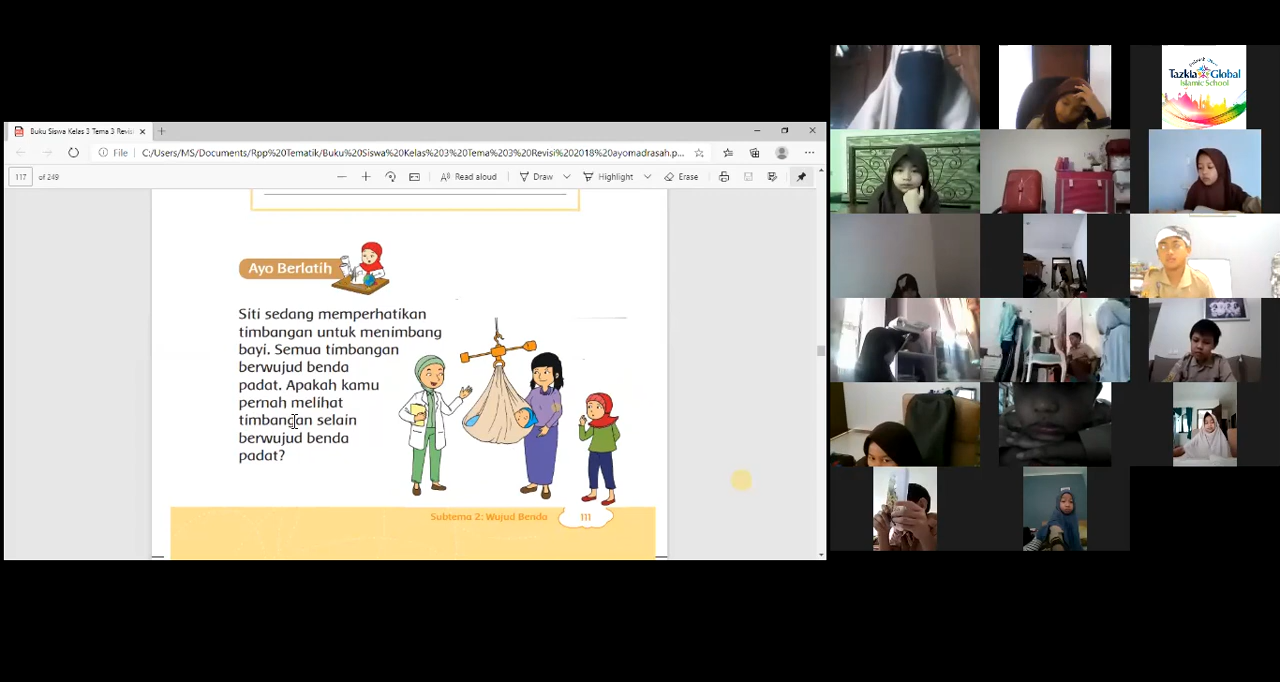 Buku Siswa Kelas 3 Tema 3 Revisi
File C:/Users/MS/Documents/Rpp%20Tematik/Buku%20Siswa%20Kelas%203%20Tema%203%20Revisi%202018%20ayomadrasah.p...
117 of 249 Read aloud Draw Highlight Erase
Ayo Berlatih
Siti sedang memperhatikan
timbangan untuk menimbang
bayi. Semua timbangan
berwujud benda
padat. Apakah kamu
pernah melihat
timbangan selain
berwujud benda
padat?
Subtema 2: Wujud Benda 111
Tazkia Global
Islamic School